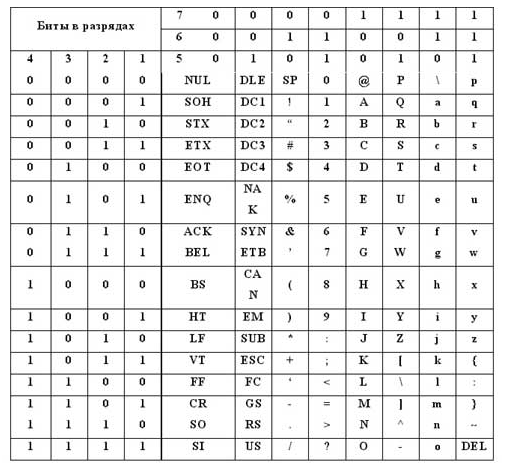 Биты в разрядах 7 0 0 0 0 1 1 1 1
6 0 0 1 1 0 0 1 1
4 3 2 1 5 0 1 0 1 0 1 0 1
0 0 0 0 NUL DLE SP 0 @ P \ p
0 0 0 1 SOH DC1 ! 1 A Q a q
0 0 1 0 STX DC2 “ 2 B R b r
0 0 1 1 ETX DC3 # 3 C S c s
0 1 0 0 EOT DC4 $ 4 D T d t
0 1 0 1 ENQ NA
K % 5 E U e u
0 1 1 0 ACK SYN & 6 F V f v
0 1 1 1 BEL ETB ’ 7 G W g w
1 0 0 0 BS CA
N ( 8 H X h x
1 0 0 1 HT EM ) 9 I Y i y
1 0 1 0 LF SUB * : J Z j z
1 0 1 1 VT ESC + ; K [ k {
1 1 0 0 FF FC ‘ < L \ l :
1 1 0 1 CR GS - = M ] m }
1 1 1 0 SO RS . > N ^ n ~
1 1 1 1 SI US / ? O - o DEL